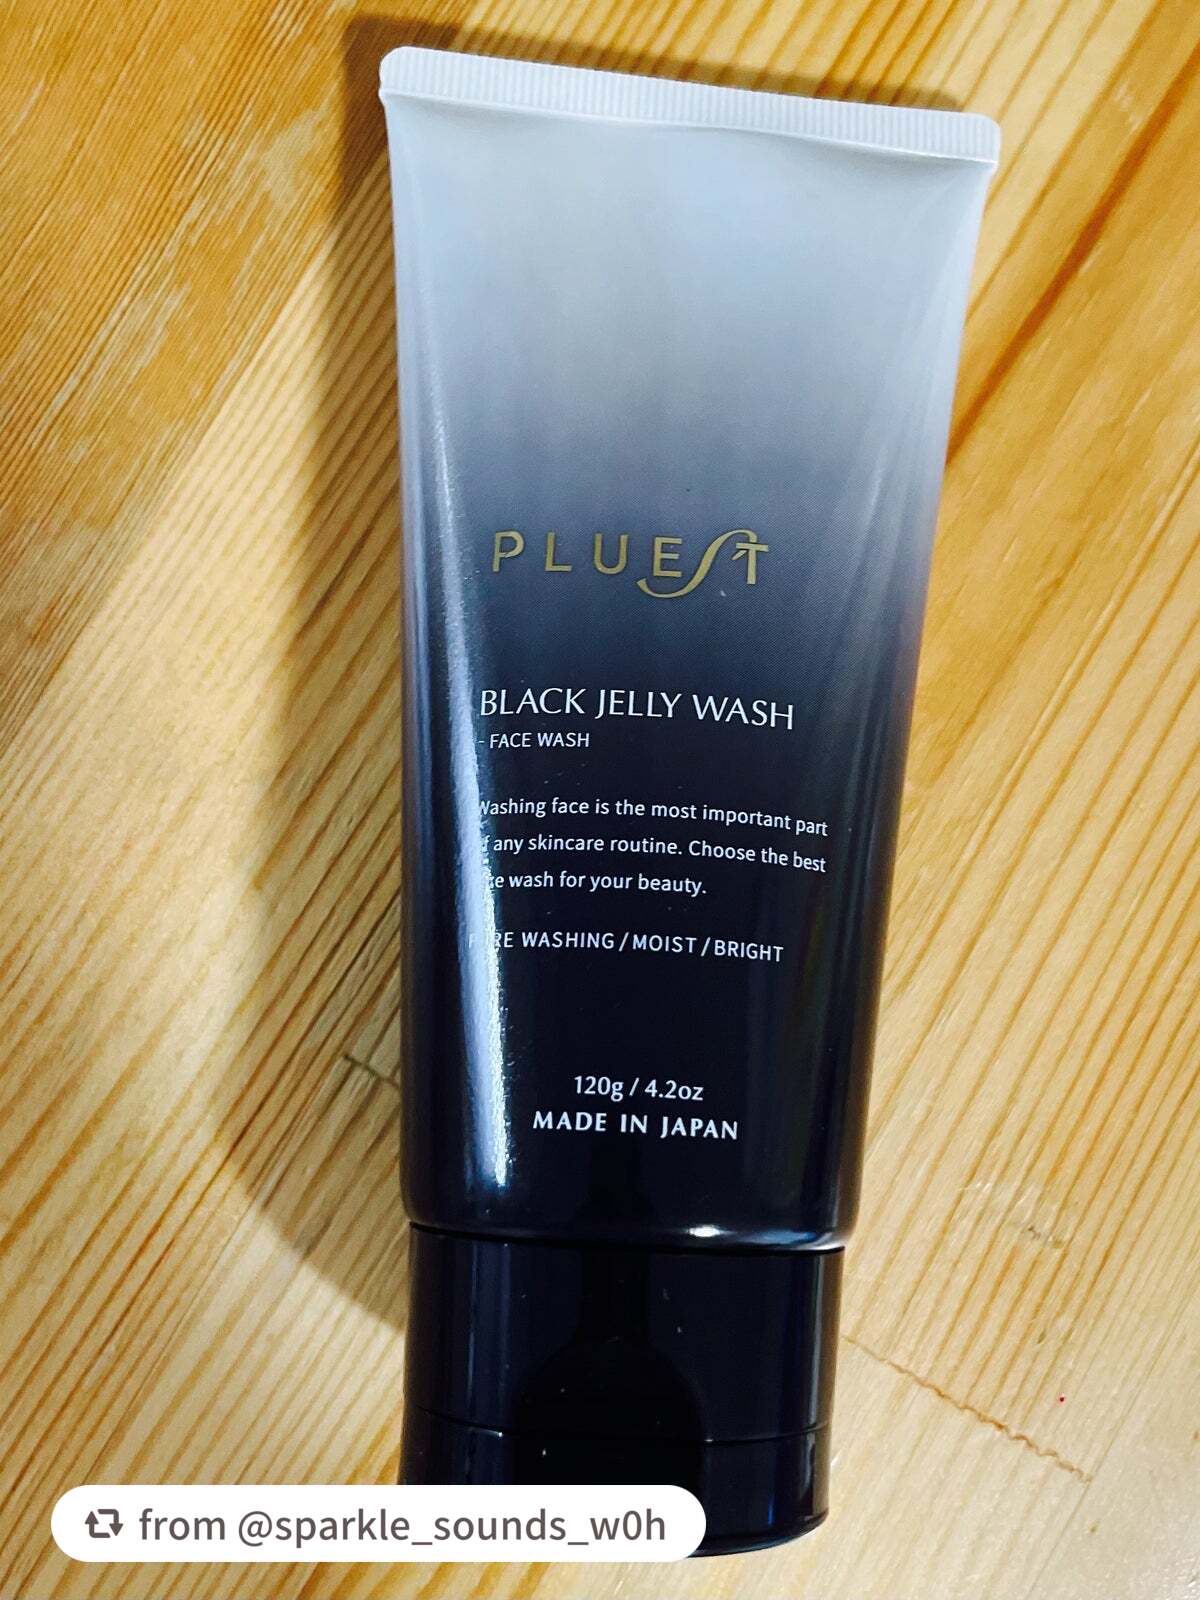 PLUEST
BLACK JELLY WASH
- FACE WASH
Washing face is the most important part
of any skincare routine. Choose the best
wash for your beauty.
WASHING / MOIST / BRIGHT
120g / 4.2oz
MADE IN JAPAN
from @sparkle_sounds_w0h